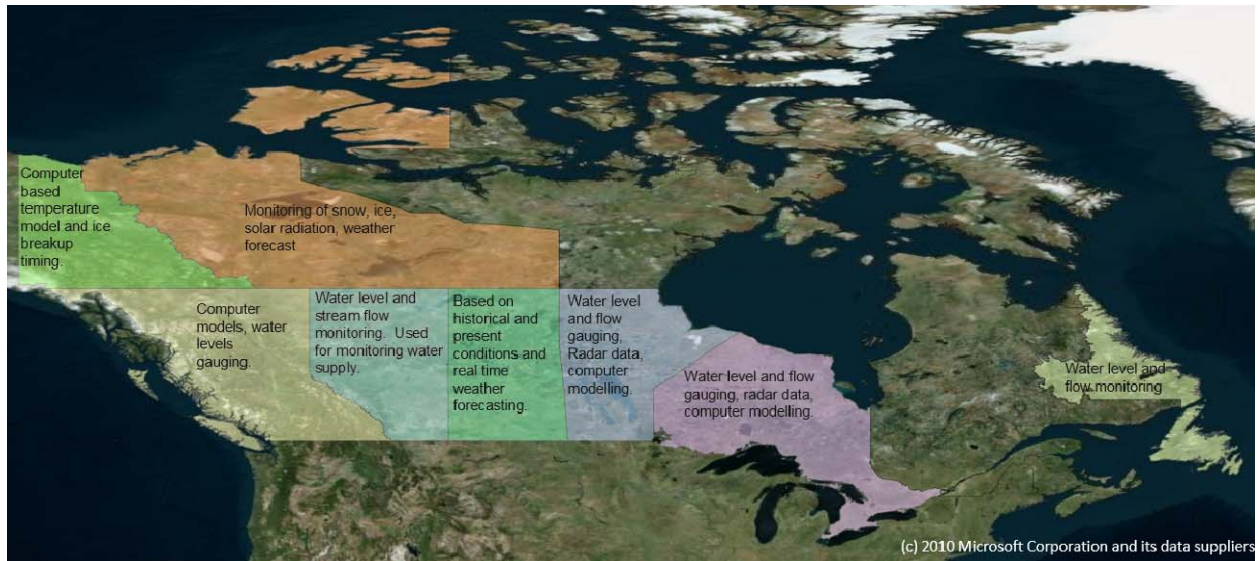 Computer
based
temperature
model and ice
breakup
timing.
Monitoring of snow, ice,
solar radiation, weather
forecast
Computer
models, water
levels
gauging.
Water level and
stream flow
monitoring. Used
for monitoring water
supply.
Based on
historical and
present
conditions and
real time
weather
forecasting.
Water level
and flow
gauging,
Radar data,
computer
modelling.
Water level and flow
gauging, radar data,
computer modelling.
Water level and
flow monitoring
(c) 2010 Microsoft Corporation and its data suppliers